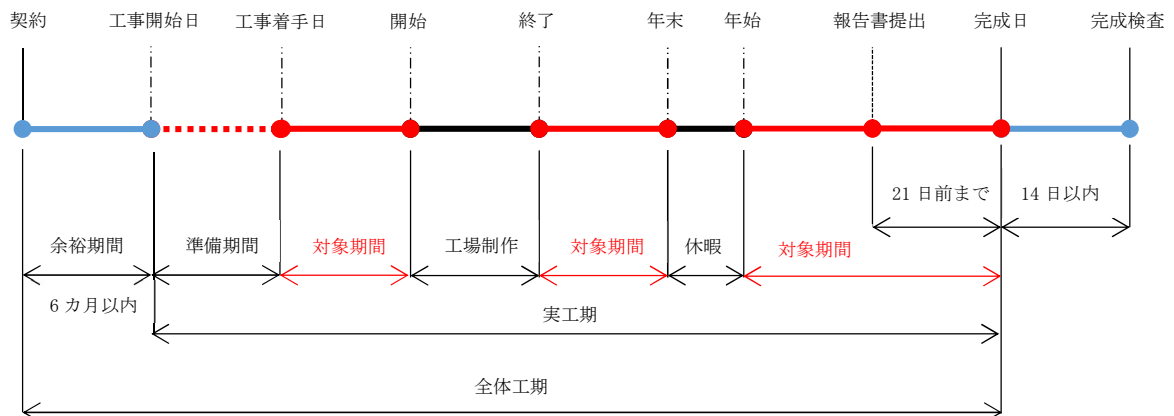 契約 工事開始日 工事着手日 開始 終了 年末 年始 報告書提出 完成日 完成検査
21 日前まで 14 日以内
余裕期間 準備期間 対象期間 工場制作 対象期間 休暇 対象期間
6 カ月以内 実工期
全体工期